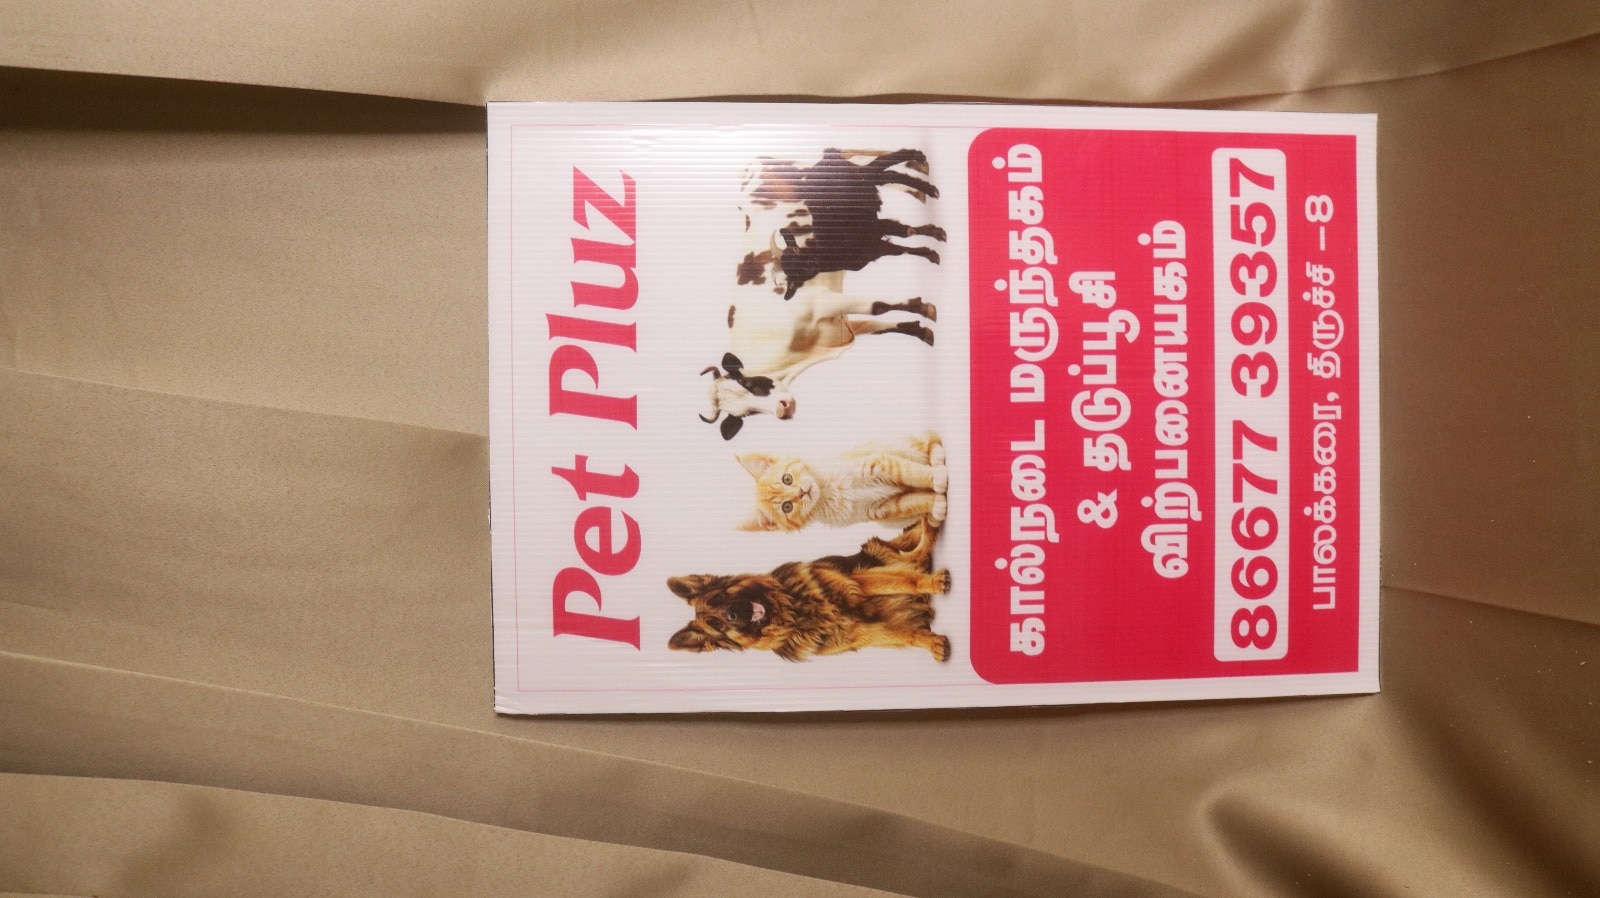 Pet Pluz
கால்நடை மருந்தகம்
& தடுப்பூசி
விற்பனையகம்
86677 39357
பாலக்கரை, திருச்சி -8